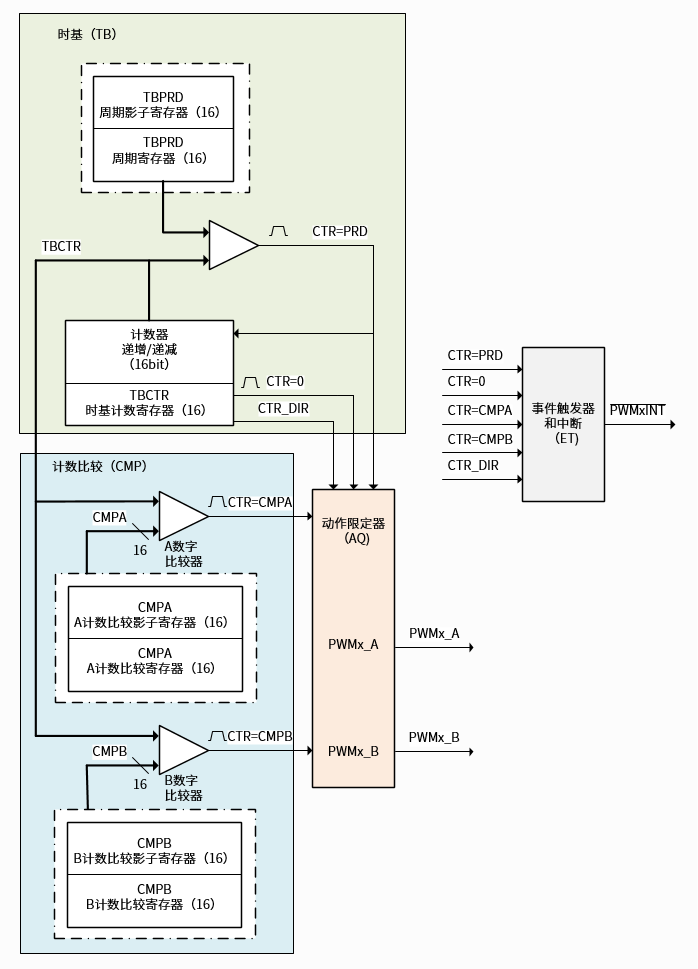 时基（TB）
TBPRD
周期影子寄存器（16）
TBPRD
周期寄存器（16）
CTR=PRD
TBCTR
计数器
递增/递减
（16bit）
TBCTR
时基计数寄存器（16）
CTR=0
CTR_DIR
CTR=PRD
CTR=0
CTR=CMPA
CTR=CMPB
CTR_DIR
事件触发器
和中断
（ET）
PWMxINT
计数比较（CMP）
CTR=CMPA
CMPA
16
A数字
比较器
CMPA
A计数比较影子寄存器（16）
CMPA
A计数比较寄存器（16）
CTR=CMPB
CMPB
16
B数字
比较器
CMPB
B计数比较影子寄存器（16）
CMPB
B计数比较寄存器（16）
动作限定器
（AQ）
PWMx_A
PWMx_A
PWMx_B
PWMx_B